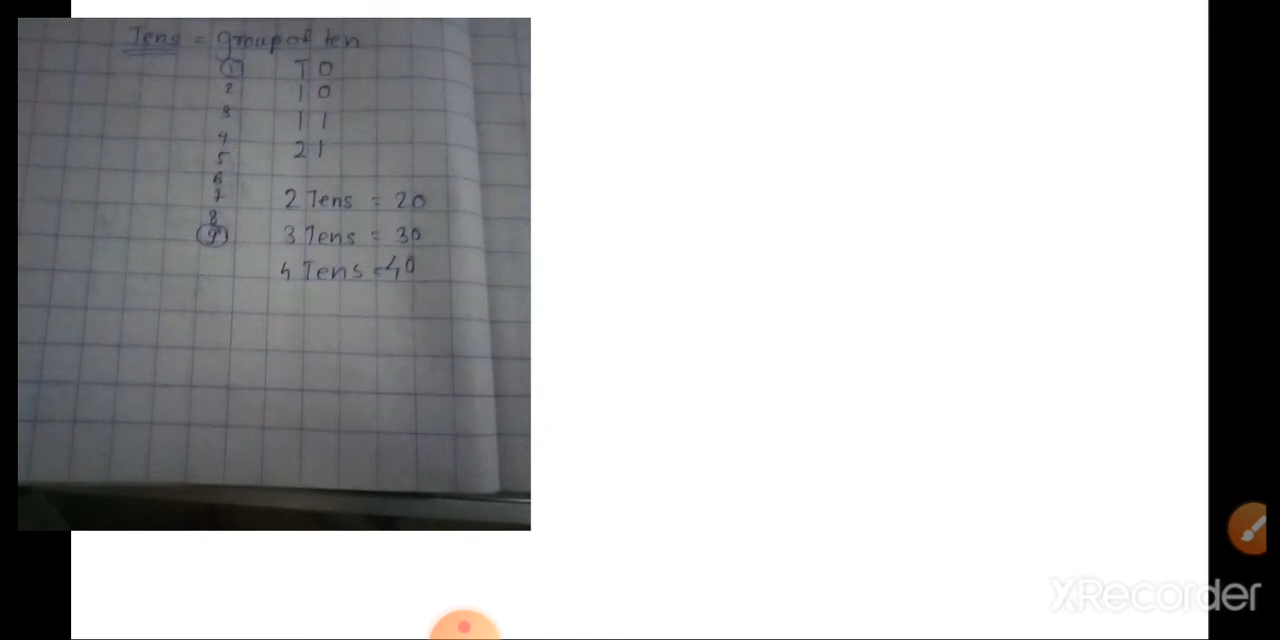 Tens = group of ten
1 T O
2 1 0
3 1 1
4
5 2 1
6
7 2 Tens = 20
8
9 3 Tens = 30
4 Tens = 40
XRecorder